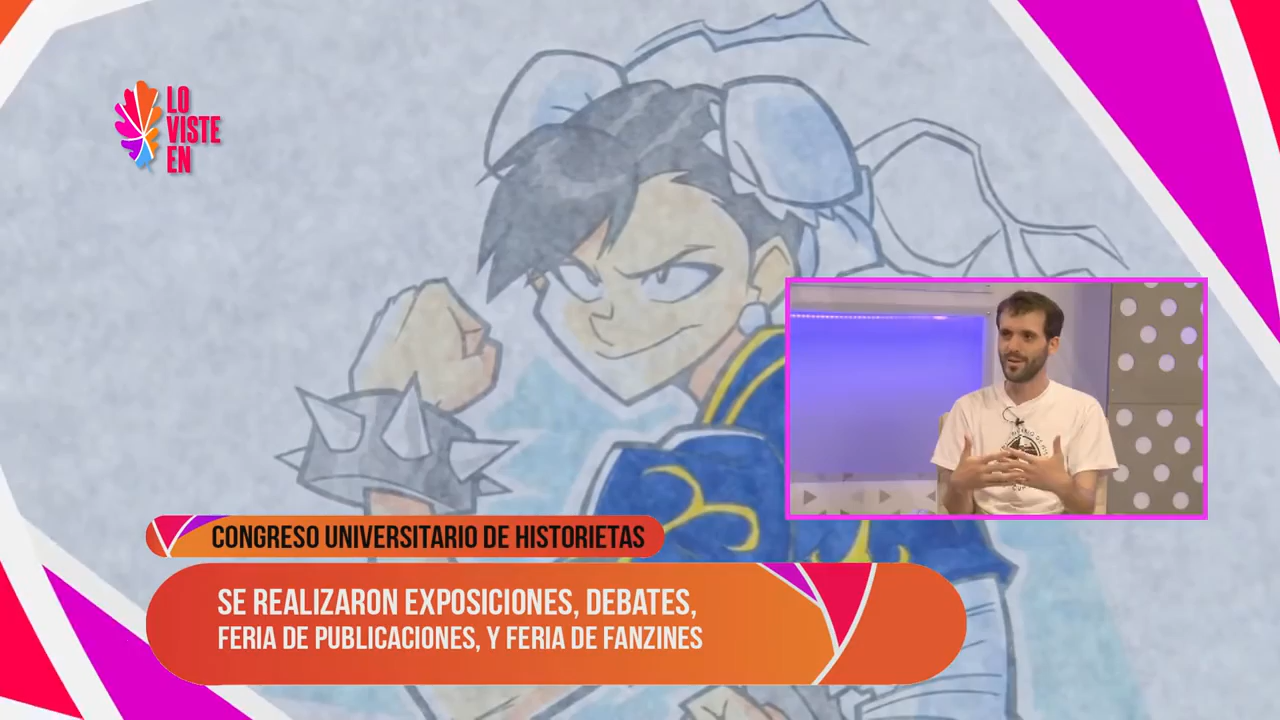 LO
VISTE
EN
CONGRESO UNIVERSITARIO DE HISTORIETAS
SE REALIZARON EXPOSICIONES, DEBATES,
FERIA DE PUBLICACIONES, Y FERIA DE FANZINES